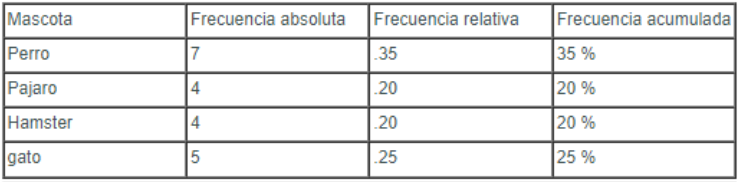 Mascota Frecuencia absoluta Frecuencia relativa Frecuencia acumulada
Perro 7 .35 35 %
Pajaro 4 .20 20 %
Hamster 4 .20 20 %
gato 5 .25 25 %